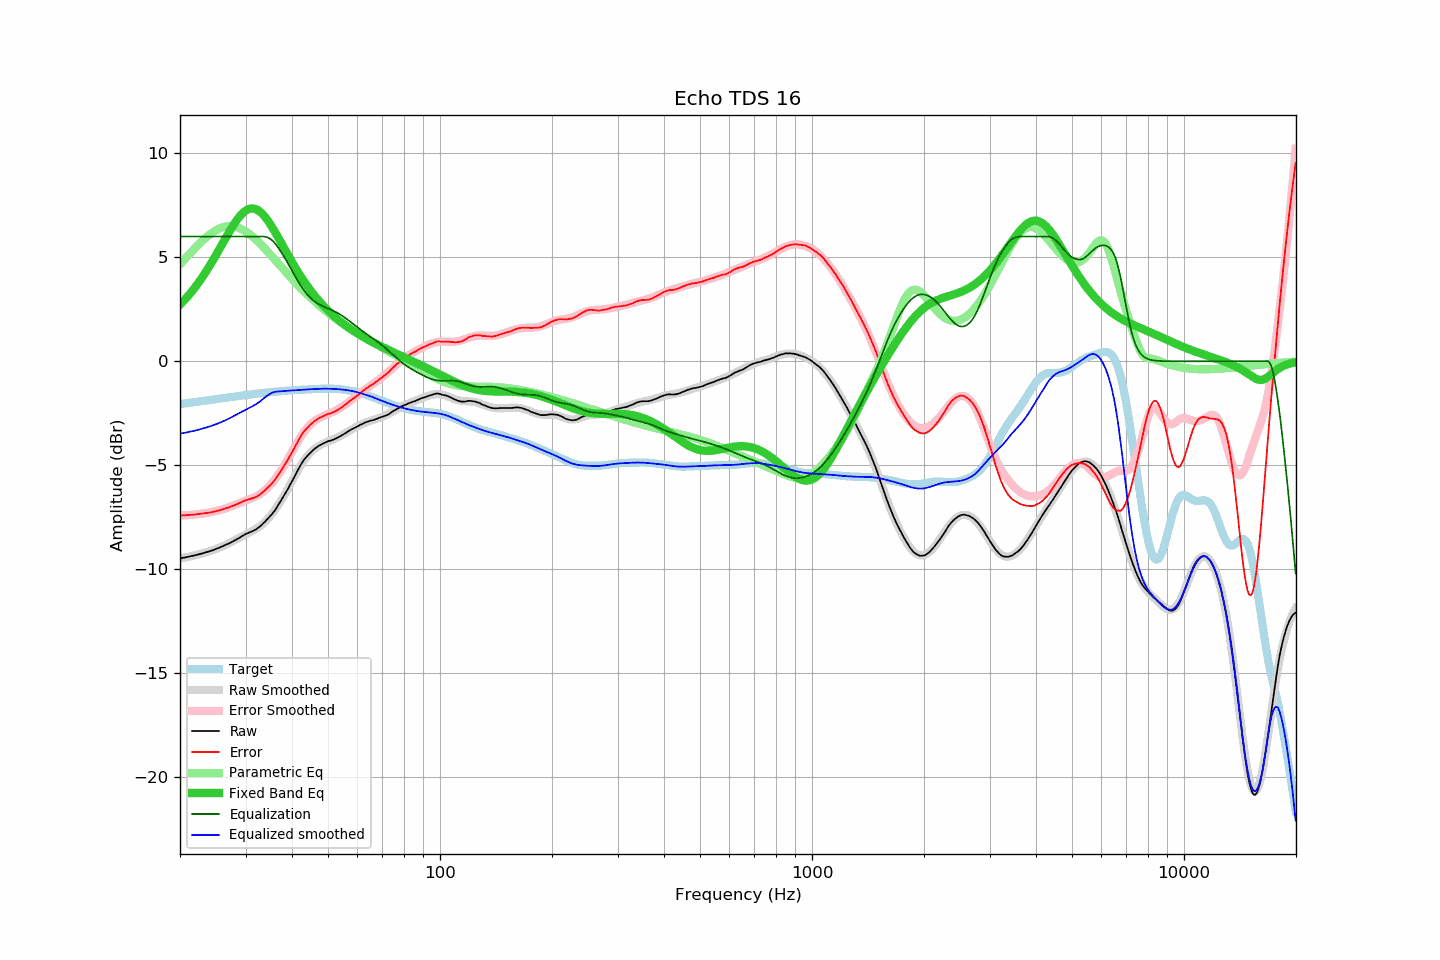 Echo TDS 16
10
5
0
−5
−10
−15
−20
Amplitude (dBr)
Target
Raw Smoothed
Error Smoothed
Raw
Error
Parametric Eq
Fixed Band Eq
Equalization
Equalized smoothed
100
1000
10000
Frequency (Hz)